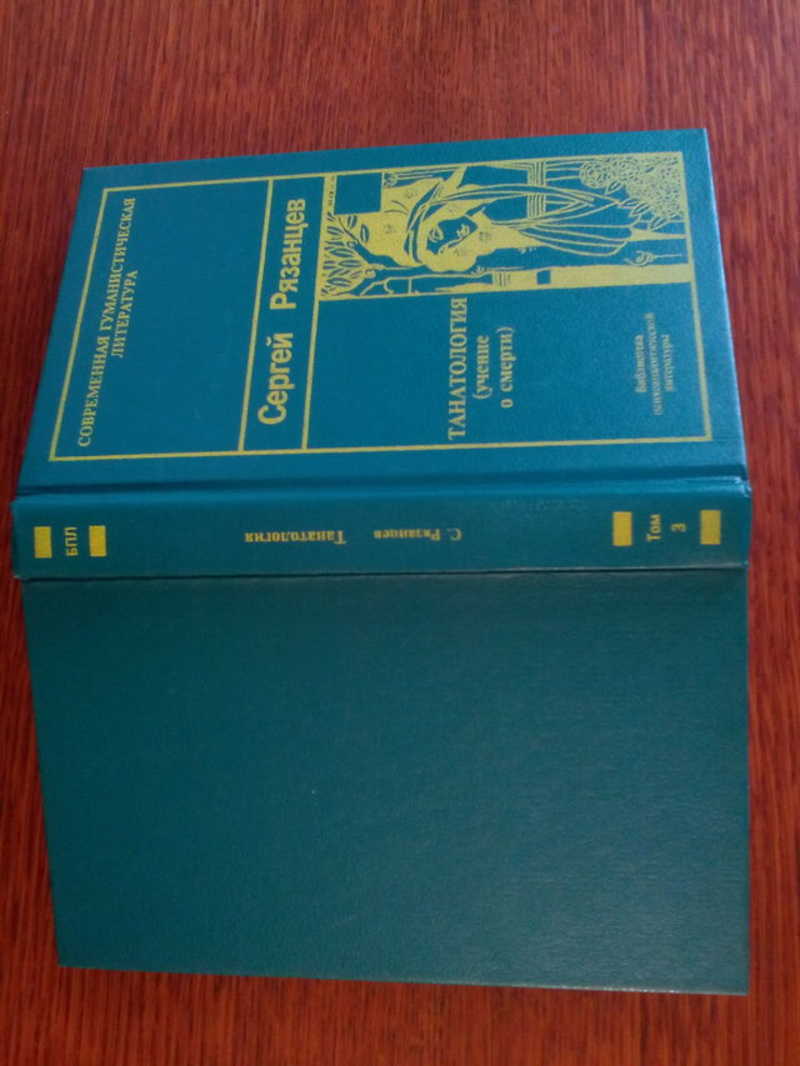 СОВРЕМЕННАЯ ГУМАНИСТИЧЕСКАЯ
ЛИТЕРАТУРА
Сергей Рязанцев
ТАНАТОЛОГИЯ
(учение
о смерти)
Библиотека
психоаналитической
литературы
БПЛ
С. Рязанцев Танатология
Том
3